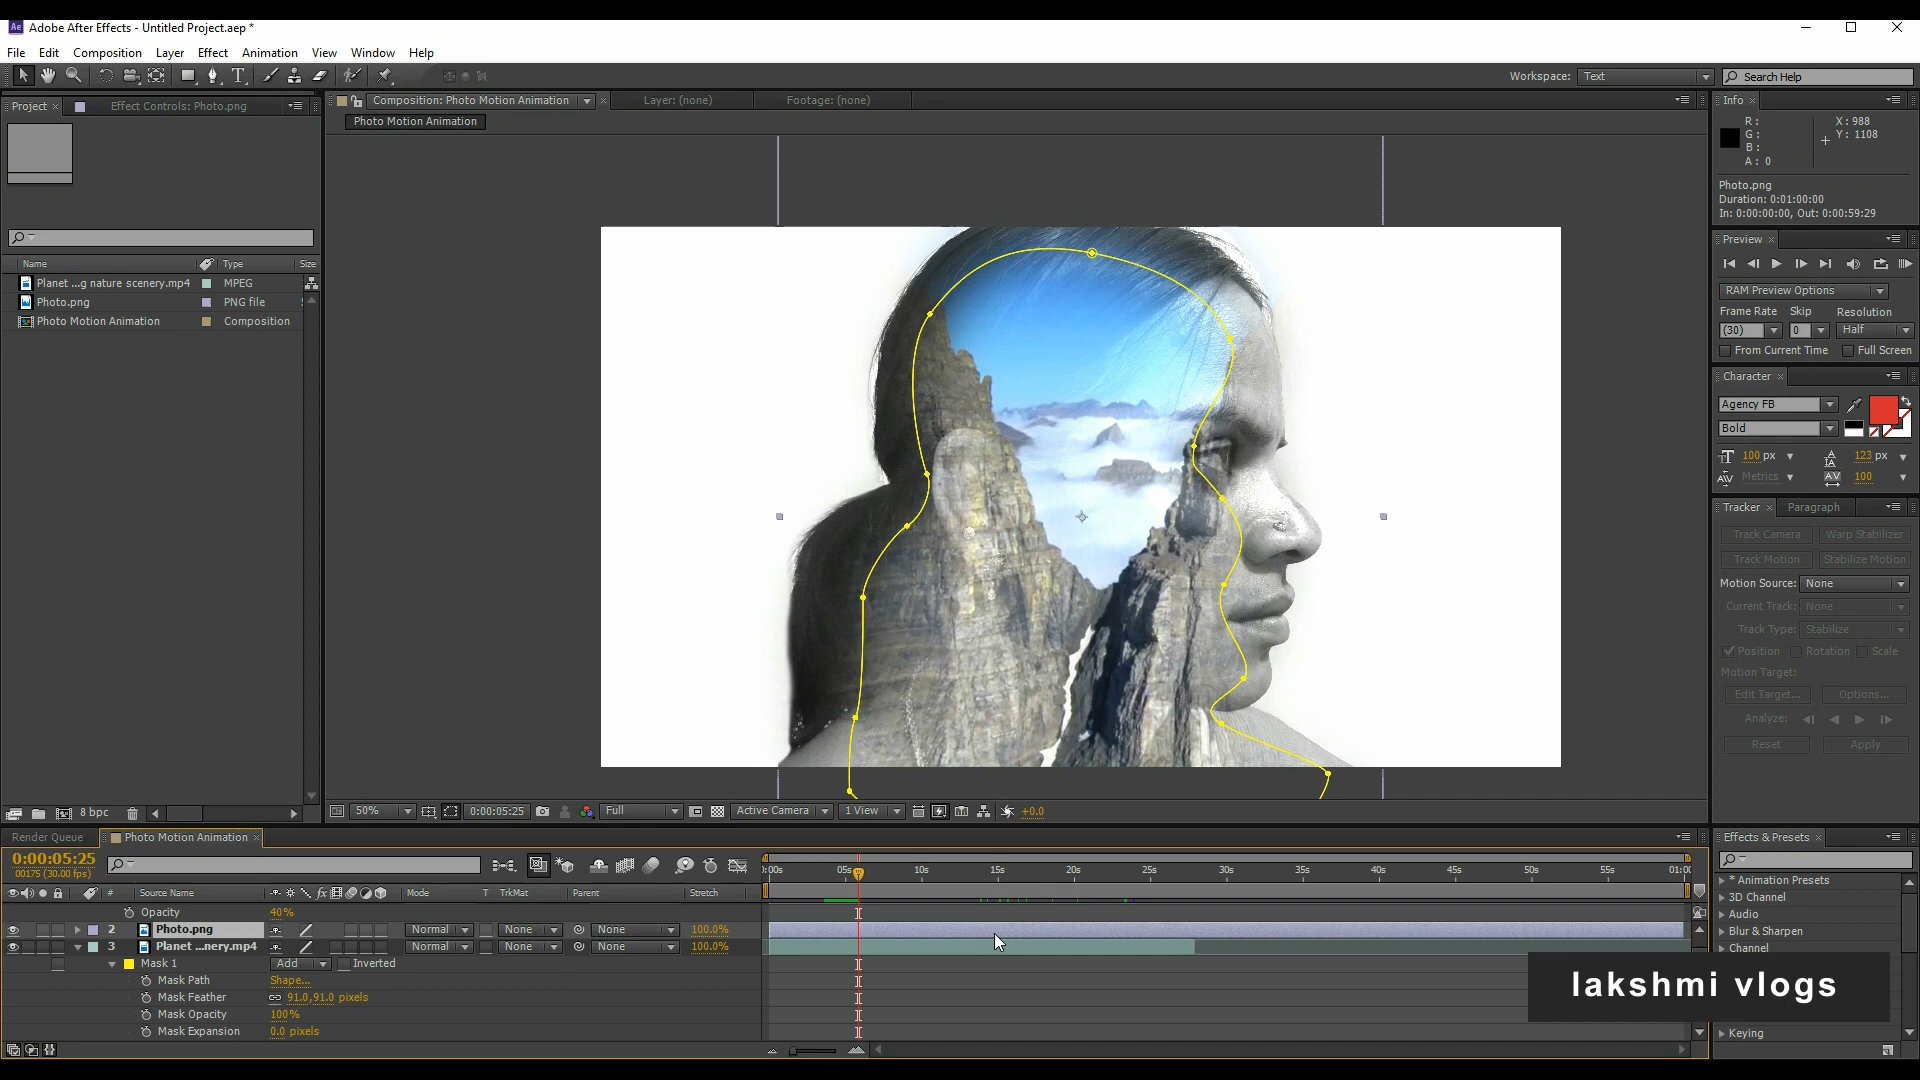 Adobe After Effects - Untitled Project.aep *
File Edit Composition Layer Effect Animation View Window Help
Workspace: Text Search Help
Project Effect Controls: Photo.png
Composition: Photo Motion Animation Layer: (none) Footage: (none)
Photo Motion Animation
Name Type Size
Planet ...g nature scenery.mp4 MPEG
Photo.png PNG file
Photo Motion Animation Composition
8 bpc
50% 0:00:05:25 Full Active Camera 1 View +0.0
Info
R :
G :
B :
A : 0
X : 988
Y : 1108
Photo.png
Duration: 0:01:00:00
In: 0:00:00:00, Out: 0:00:59:29
Preview
RAM Preview Options
Frame Rate Skip Resolution
(30) 0 Half
From Current Time Full Screen
Character
Agency FB
Bold
100 px 123 px
Metrics 100
Tracker Paragraph
Track Camera Warp Stabilizer
Track Motion Stabilize Motion
Motion Source: None
Current Track: None
Track Type: Stabilize
Position Rotation Scale
Motion Target:
Edit Target... Options...
Analyze:
Reset Apply
Render Queue Photo Motion Animation
0:00:05:25
00175 (30.00 fps)
# Source Name Mode T TrkMat Parent Stretch
:00s 05s 10s 15s 20s 25s 30s 35s 40s 45s 50s 55s 01:00
Opacity 40%
2 Photo.png Normal None None 100.0%
3 Planet ...nery.mp4 Normal None None 100.0%
Mask 1 Add Inverted
Mask Path Shape...
Mask Feather 91.0,91.0 pixels
Mask Opacity 100%
Mask Expansion 0.0 pixels
Effects & Presets
* Animation Presets
3D Channel
Audio
Blur & Sharpen
Channel
Keying
lakshmi vlogs